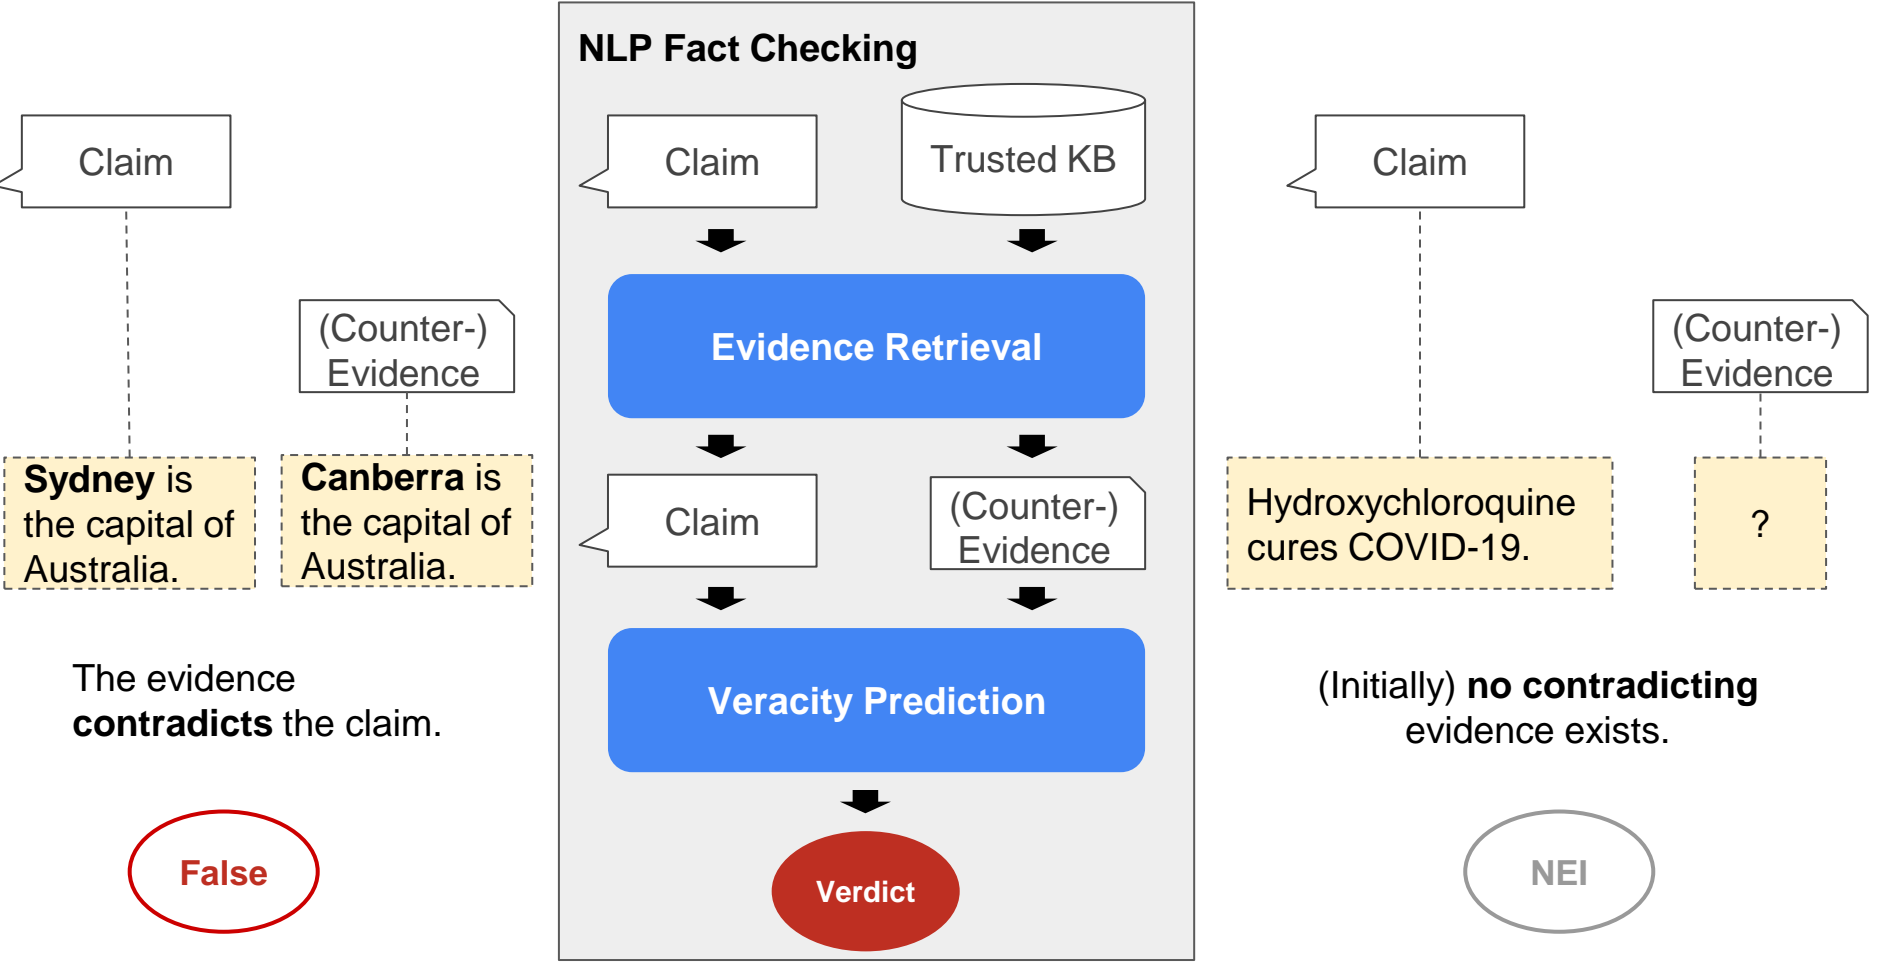 NLP Fact Checking
Claim
(Counter-)
Evidence
Sydney is
the capital of
Australia.
Canberra is
the capital of
Australia.
The evidence
contradicts the claim.
False
Claim
Trusted KB
Evidence Retrieval
Claim
(Counter-)
Evidence
Veracity Prediction
Verdict
Claim
(Counter-)
Evidence
Hydroxychloroquine
cures COVID-19.
?
(Initially) no contradicting
evidence exists.
NEI